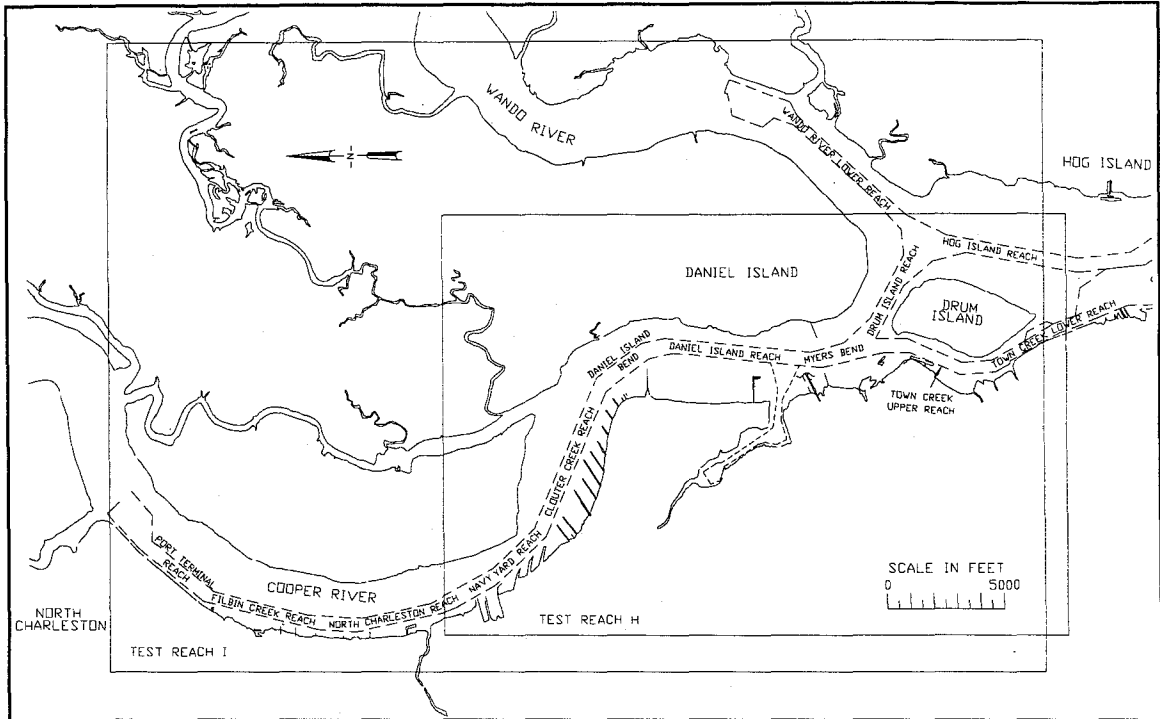 WANDO RIVER
WANDO RIVER LOWER REACH
N
HOG ISLAND
HOG ISLAND REACH
DANIEL ISLAND
DRUM ISLAND REACH
DRUM
ISLAND
DANIEL ISLAND
BEND
DANIEL ISLAND REACH
MYERS BEND
TOWN CREEK LOWER REACH
TOWN CREEK
UPPER REACH
CLOUTER CREEK REACH
NAVY YARD REACH
PORT TERMINAL
REACH
COOPER RIVER
FILBIN CREEK REACH
NORTH CHARLESTON REACH
SCALE IN FEET
0 5000
NORTH
CHARLESTON
TEST REACH H
TEST REACH I